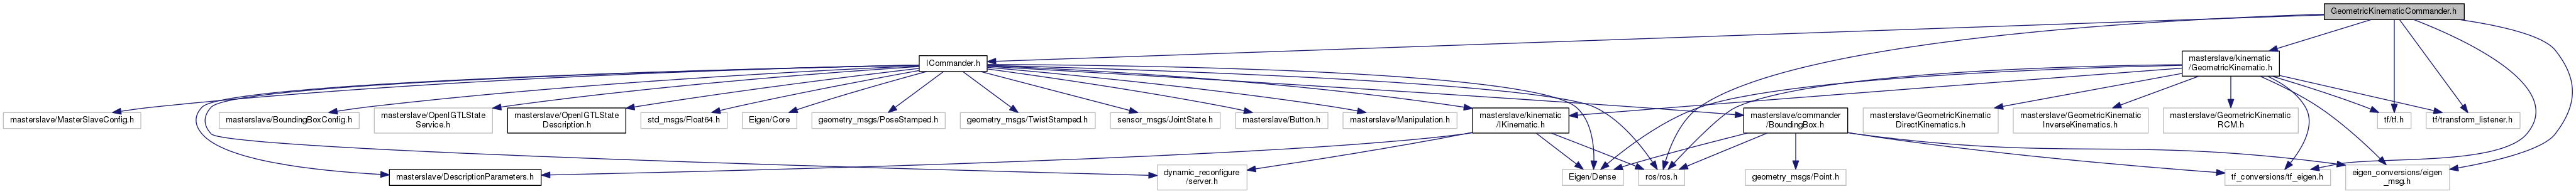 GeometricKinematicCommander.h
ICommander.h
masterslave/kinematic
/GeometricKinematic.h
masterslave/MasterSlaveConfig.h
masterslave/BoundingBoxConfig.h
masterslave/OpenIGTLState
Service.h
masterslave/OpenIGTLState
Description.h
std_msgs/Float64.h
Eigen/Core
geometry_msgs/PoseStamped.h
geometry_msgs/TwistStamped.h
sensor_msgs/JointState.h
masterslave/Button.h
masterslave/Manipulation.h
masterslave/kinematic
/IKinematic.h
masterslave/commander
/BoundingBox.h
masterslave/GeometricKinematic
DirectKinematics.h
masterslave/GeometricKinematic
InverseKinematics.h
masterslave/GeometricKinematic
RCM.h
tf/tf.h
tf/transform_listener.h
masterslave/DescriptionParameters.h
dynamic_reconfigure
/server.h
Eigen/Dense
ros/ros.h
geometry_msgs/Point.h
tf_conversions/tf_eigen.h
eigen_conversions/eigen
_msg.h